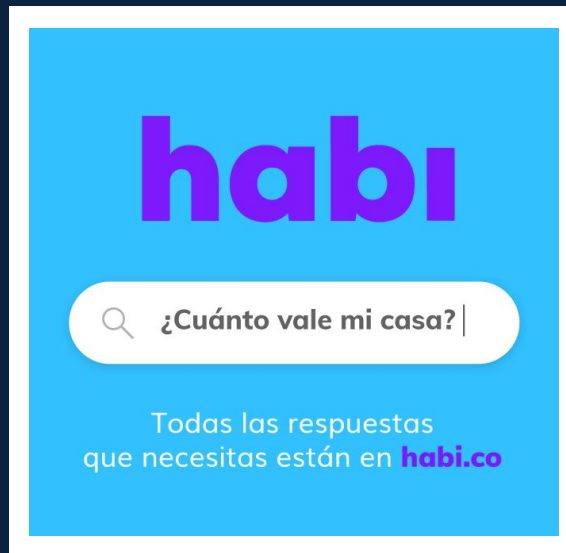 habi
¿Cuánto vale mi casa?
Todas las respuestas
que necesitas están en habi.co